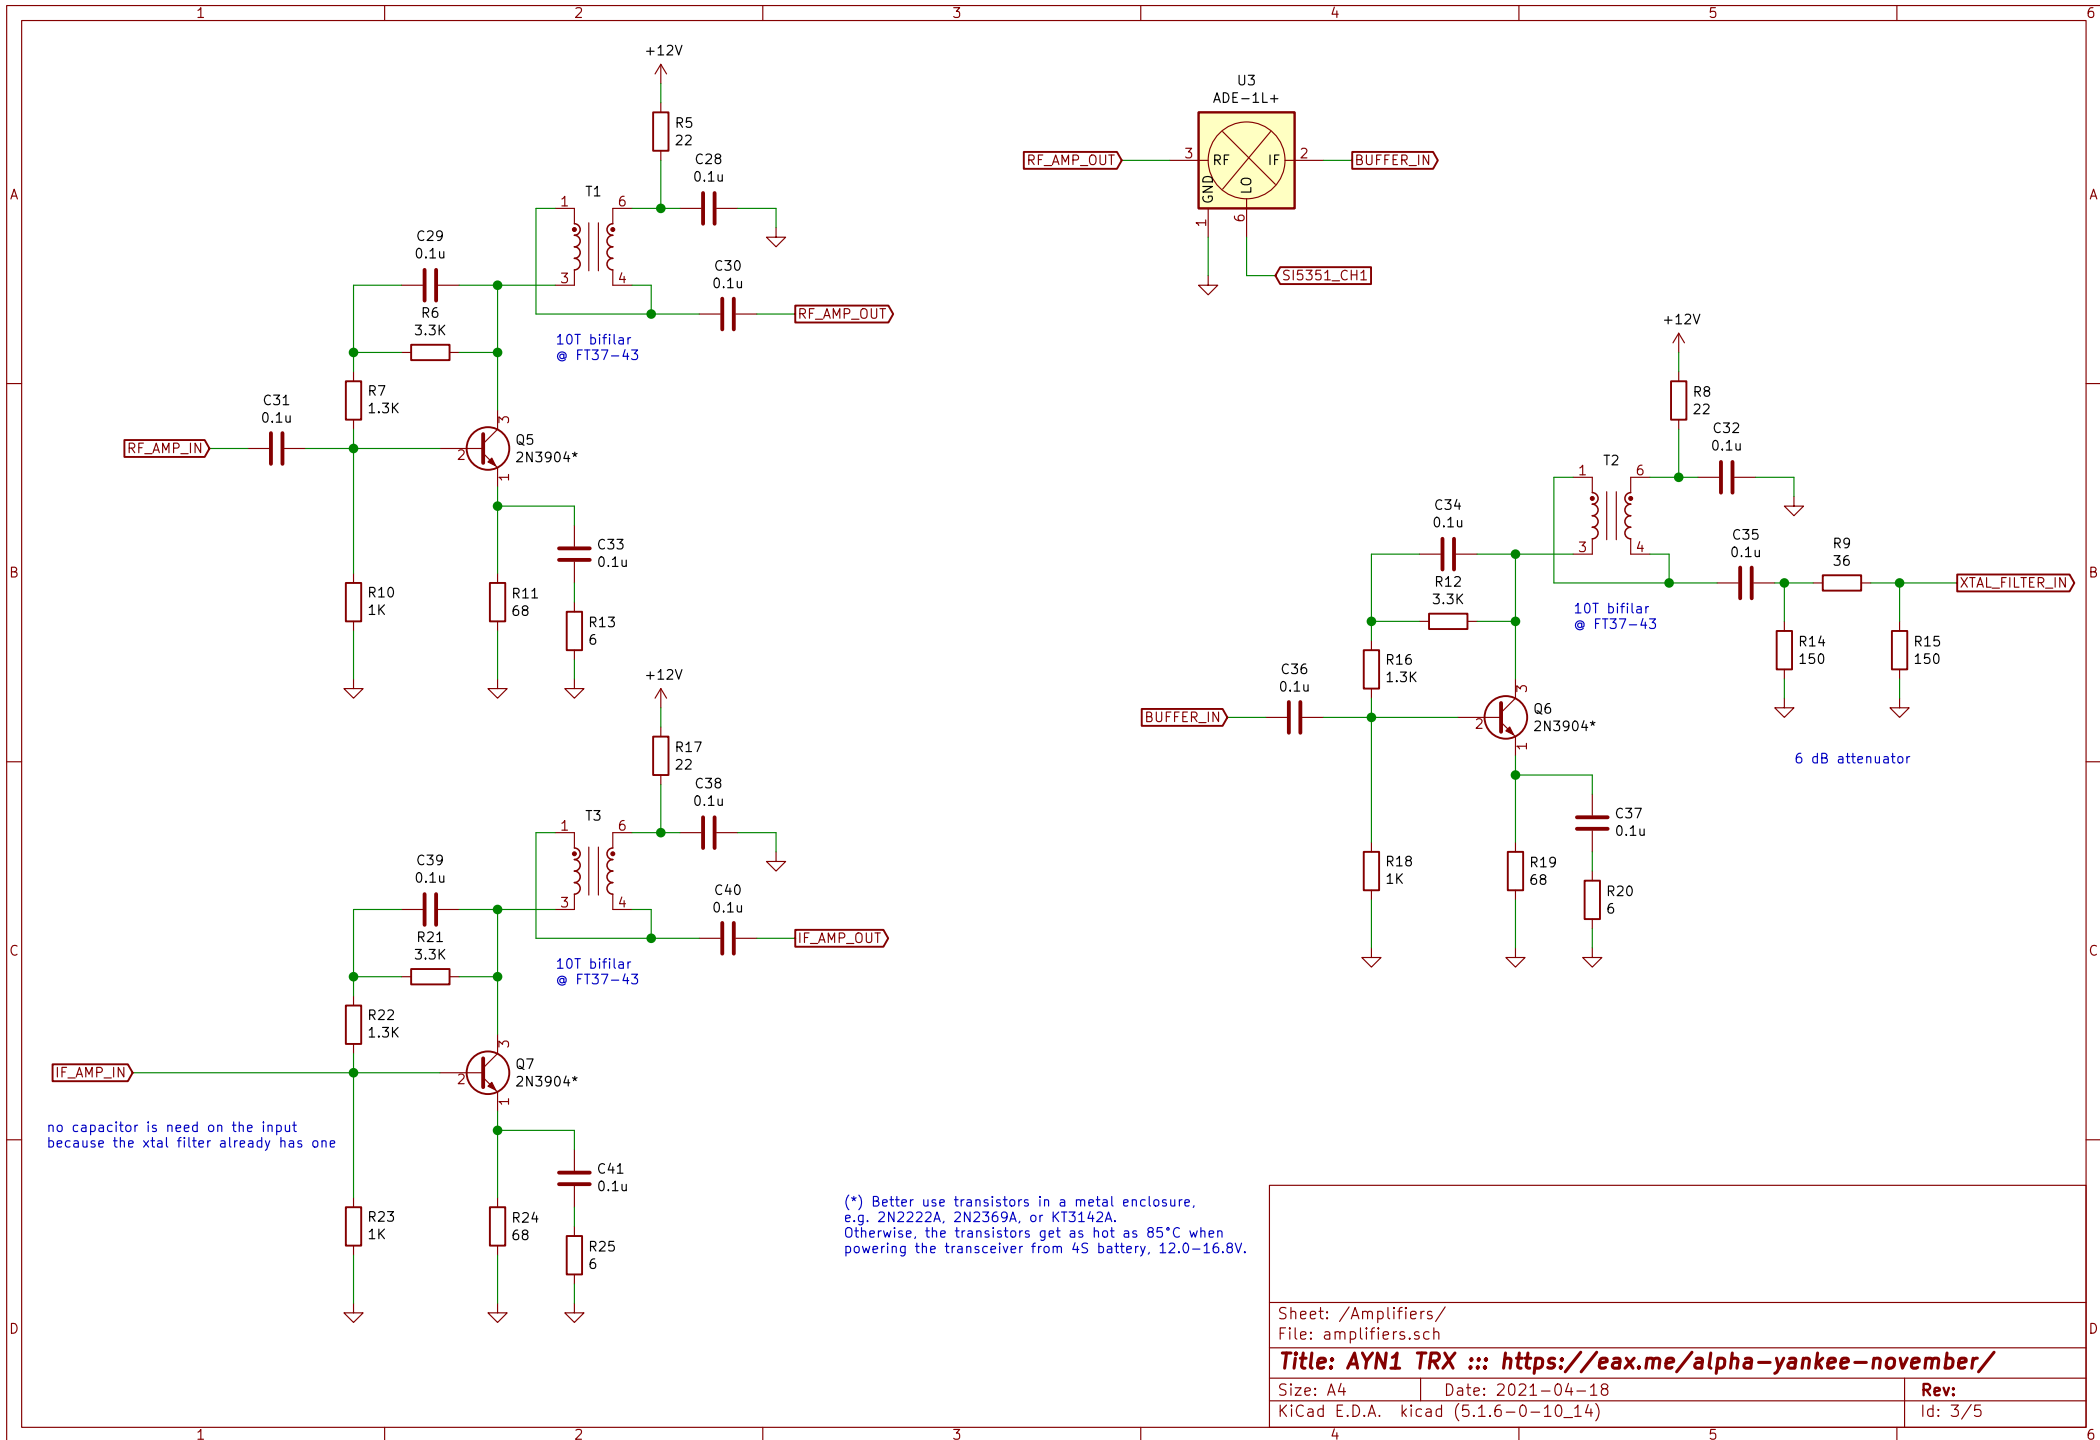 1 2 3 4 5 6
A
B
C
D
A
B
C
D
+12V
R5
22
C28
0.1u
T1
1
6
3
4
C29
0.1u
R6
3.3K
C30
0.1u
RF_AMP_OUT
10T bifilar
@ FT37-43
R7
1.3K
C31
0.1u
RF_AMP_IN
3
2
1
Q5
2N3904*
C33
0.1u
R10
1K
R11
68
R13
6
U3
ADE-1L+
RF_AMP_OUT
3
RF
IF
2
BUFFER_IN
GND
LO
1
6
SI5351_CH1
+12V
R8
22
C32
0.1u
T2
1
6
3
4
C34
0.1u
R12
3.3K
C35
0.1u
R9
36
XTAL_FILTER_IN
10T bifilar
@ FT37-43
R14
150
R15
150
R16
1.3K
C36
0.1u
BUFFER_IN
3
2
1
Q6
2N3904*
6 dB attenuator
C37
0.1u
R18
1K
R19
68
R20
6
+12V
R17
22
C38
0.1u
T3
1
6
3
4
C39
0.1u
R21
3.3K
C40
0.1u
IF_AMP_OUT
10T bifilar
@ FT37-43
R22
1.3K
IF_AMP_IN
3
2
1
Q7
2N3904*
no capacitor is need on the input
because the xtal filter already has one
C41
0.1u
R23
1K
R24
68
R25
6
(*) Better use transistors in a metal enclosure,
e.g. 2N2222A, 2N2369A, or KT3142A.
Otherwise, the transistors get as hot as 85°C when
powering the transceiver from 4S battery, 12.0-16.8V.
Sheet: /Amplifiers/
File: amplifiers.sch
Title: AYN1 TRX ::: https://eax.me/alpha-yankee-november/
Size: A4
Date: 2021-04-18
Rev:
KiCad E.D.A. kicad (5.1.6-0-10_14)
Id: 3/5
1 2 3 4 5 6